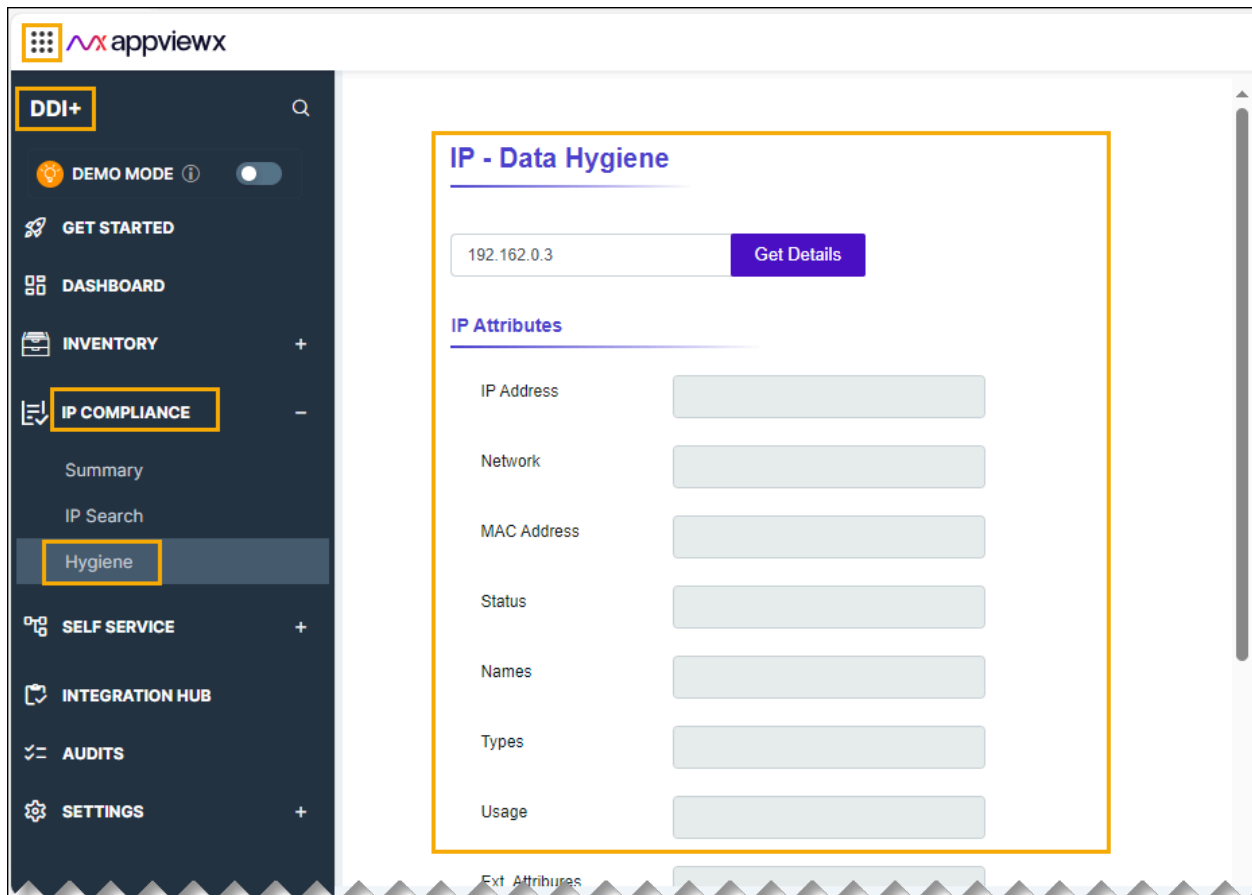 appviewx
DDI+
DEMO MODE
GET STARTED
DASHBOARD
INVENTORY +
IP COMPLIANCE −
Summary
IP Search
Hygiene
SELF SERVICE +
INTEGRATION HUB
AUDITS
SETTINGS +
IP - Data Hygiene
192.162.0.3 Get Details
IP Attributes
IP Address
Network
MAC Address
Status
Names
Types
Usage
Ext. Attribures